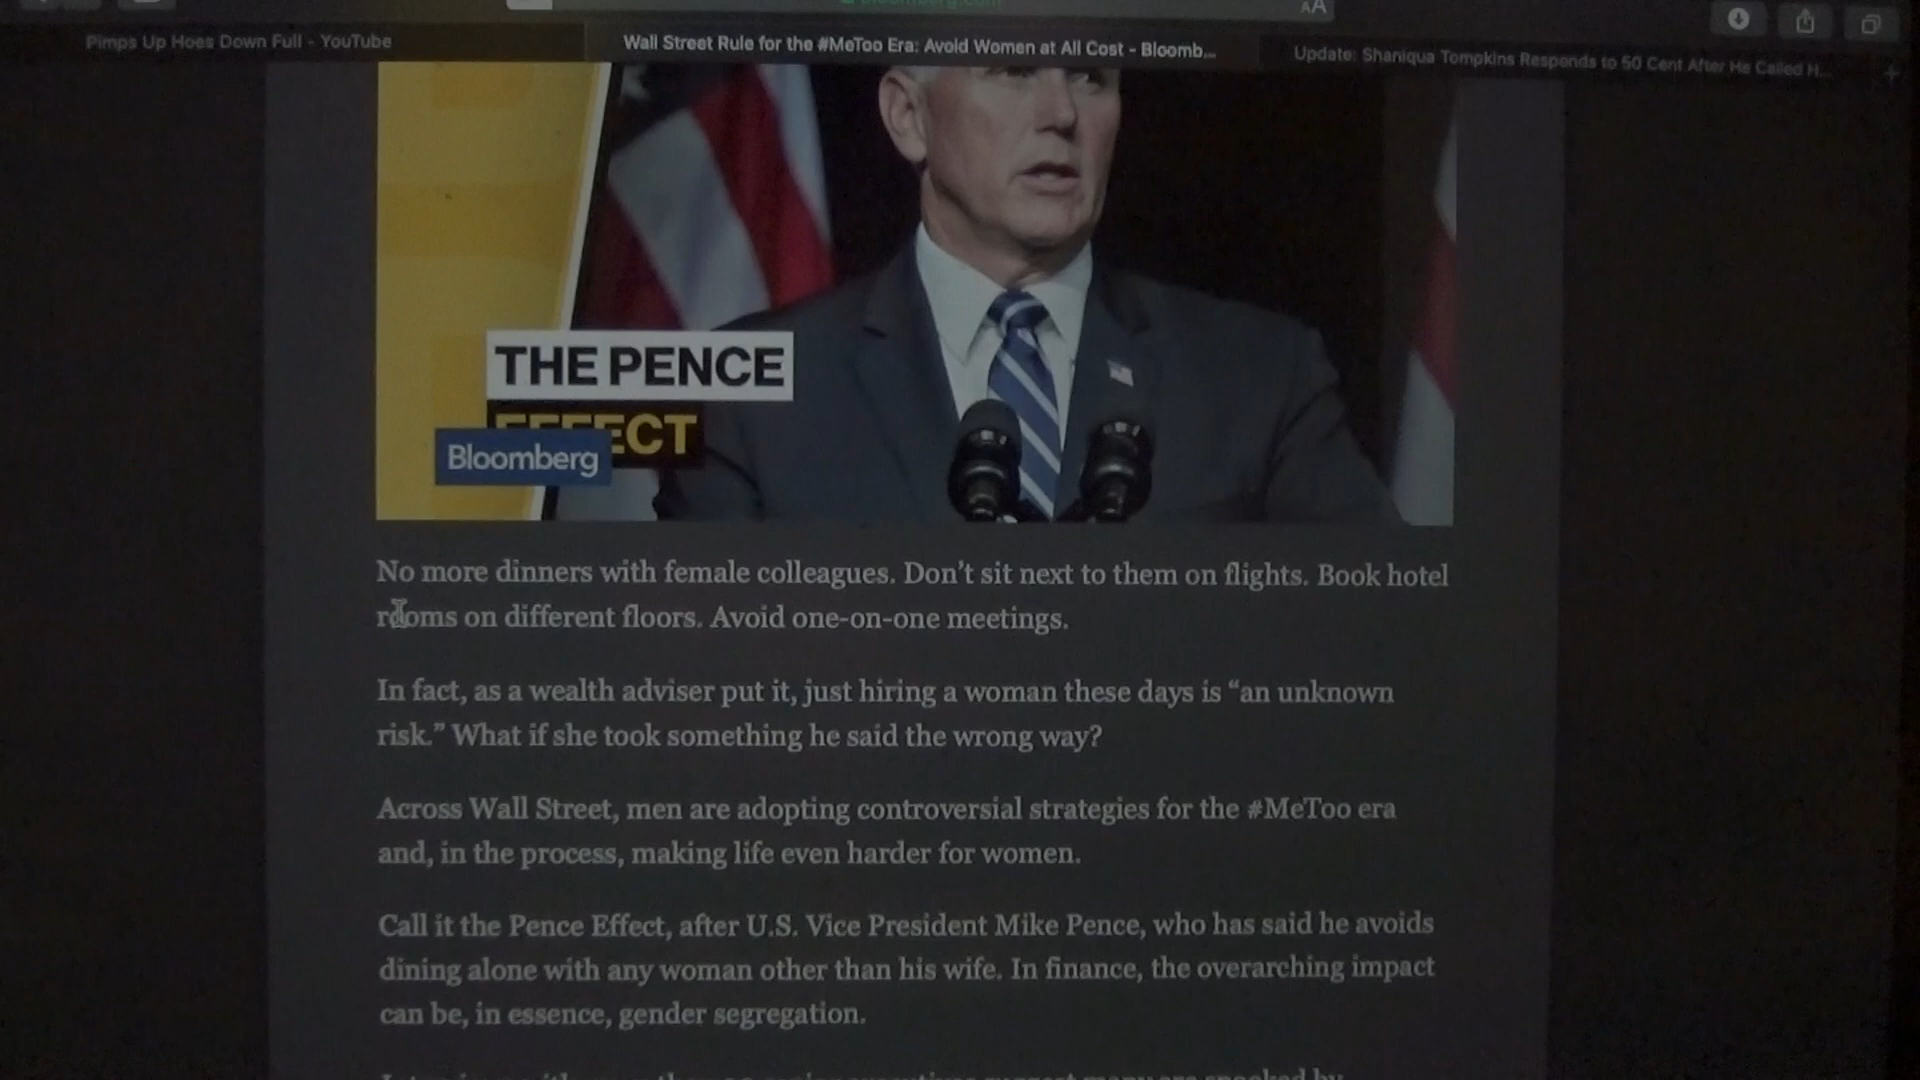 Pimps Up Hoes Down Full - YouTube
Wall Street Rule for the #MeToo Era: Avoid Women at All Cost - Bloomb...
Update: Shaniqua Tompkins Responds to 50 Cent After He Called H...
AA
THE PENCE
EFFECT
Bloomberg
No more dinners with female colleagues. Don't sit next to them on flights. Book hotel
rooms on different floors. Avoid one-on-one meetings.
In fact, as a wealth adviser put it, just hiring a woman these days is “an unknown
risk.” What if she took something he said the wrong way?
Across Wall Street, men are adopting controversial strategies for the #MeToo era
and, in the process, making life even harder for women.
Call it the Pence Effect, after U.S. Vice President Mike Pence, who has said he avoids
dining alone with any woman other than his wife. In finance, the overarching impact
can be, in essence, gender segregation.